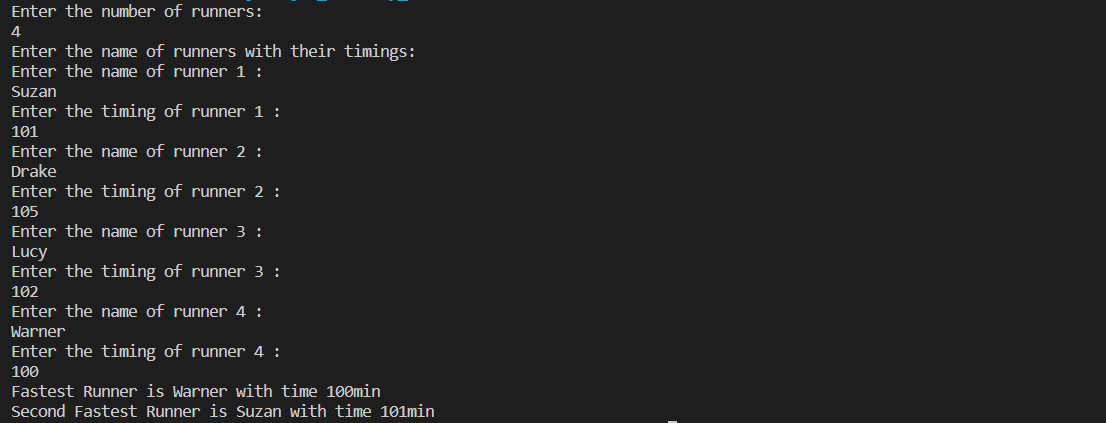 Enter the number of runners:
4
Enter the name of runners with their timings:
Enter the name of runner 1 :
Suzan
Enter the timing of runner 1 :
101
Enter the name of runner 2 :
Drake
Enter the timing of runner 2 :
105
Enter the name of runner 3 :
Lucy
Enter the timing of runner 3 :
102
Enter the name of runner 4 :
Warner
Enter the timing of runner 4 :
100
Fastest Runner is Warner with time 100min
Second Fastest Runner is Suzan with time 101min